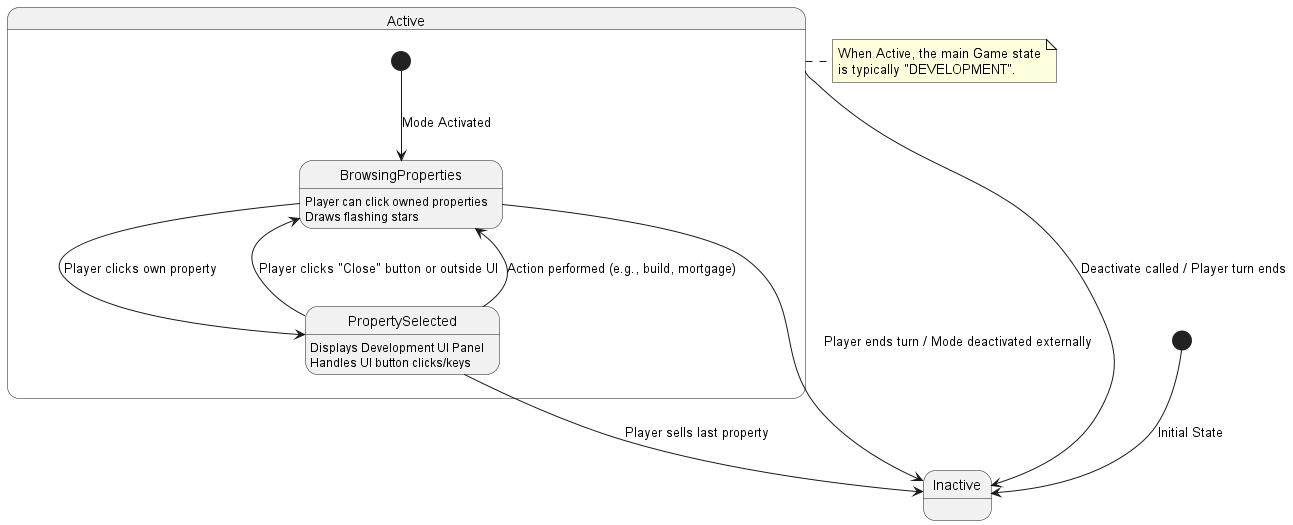 Active
When Active, the main Game state
is typically "DEVELOPMENT".
Mode Activated
BrowsingProperties
Player can click owned properties
Draws flashing stars
Player clicks own property
Player clicks "Close" button or outside UI
Action performed (e.g., build, mortgage)
Deactivate called / Player turn ends
PropertySelected
Displays Development UI Panel
Handles UI button clicks/keys
Player ends turn / Mode deactivated externally
Player sells last property
Initial State
Inactive